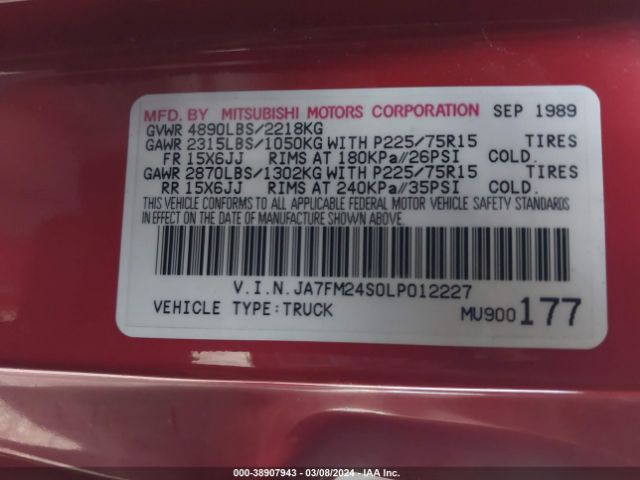 MFD. BY MITSUBISHI MOTORS CORPORATION SEP 1989
GVWR 4890LBS/2218KG
GAWR 2315LBS/1050KG WITH P225/75R15 TIRES
FR 15X6JJ RIMS AT 180KPa//26PSI COLD.
GAWR 2870LBS/1302KG WITH P225/75R15 TIRES
RR 15X6JJ RIMS AT 240KPa//35PSI COLD.
THIS VEHICLE CONFORMS TO ALL APPLICABLE FEDERAL MOTOR VEHICLE SAFETY STANDARDS
IN EFFECT ON THE DATE OF MANUFACTURE SHOWN ABOVE.
V.I.N.JA7FM24S0LP012227
VEHICLE TYPE:TRUCK MU900177
000-38907943 - 03/08/2024 - IAA Inc.